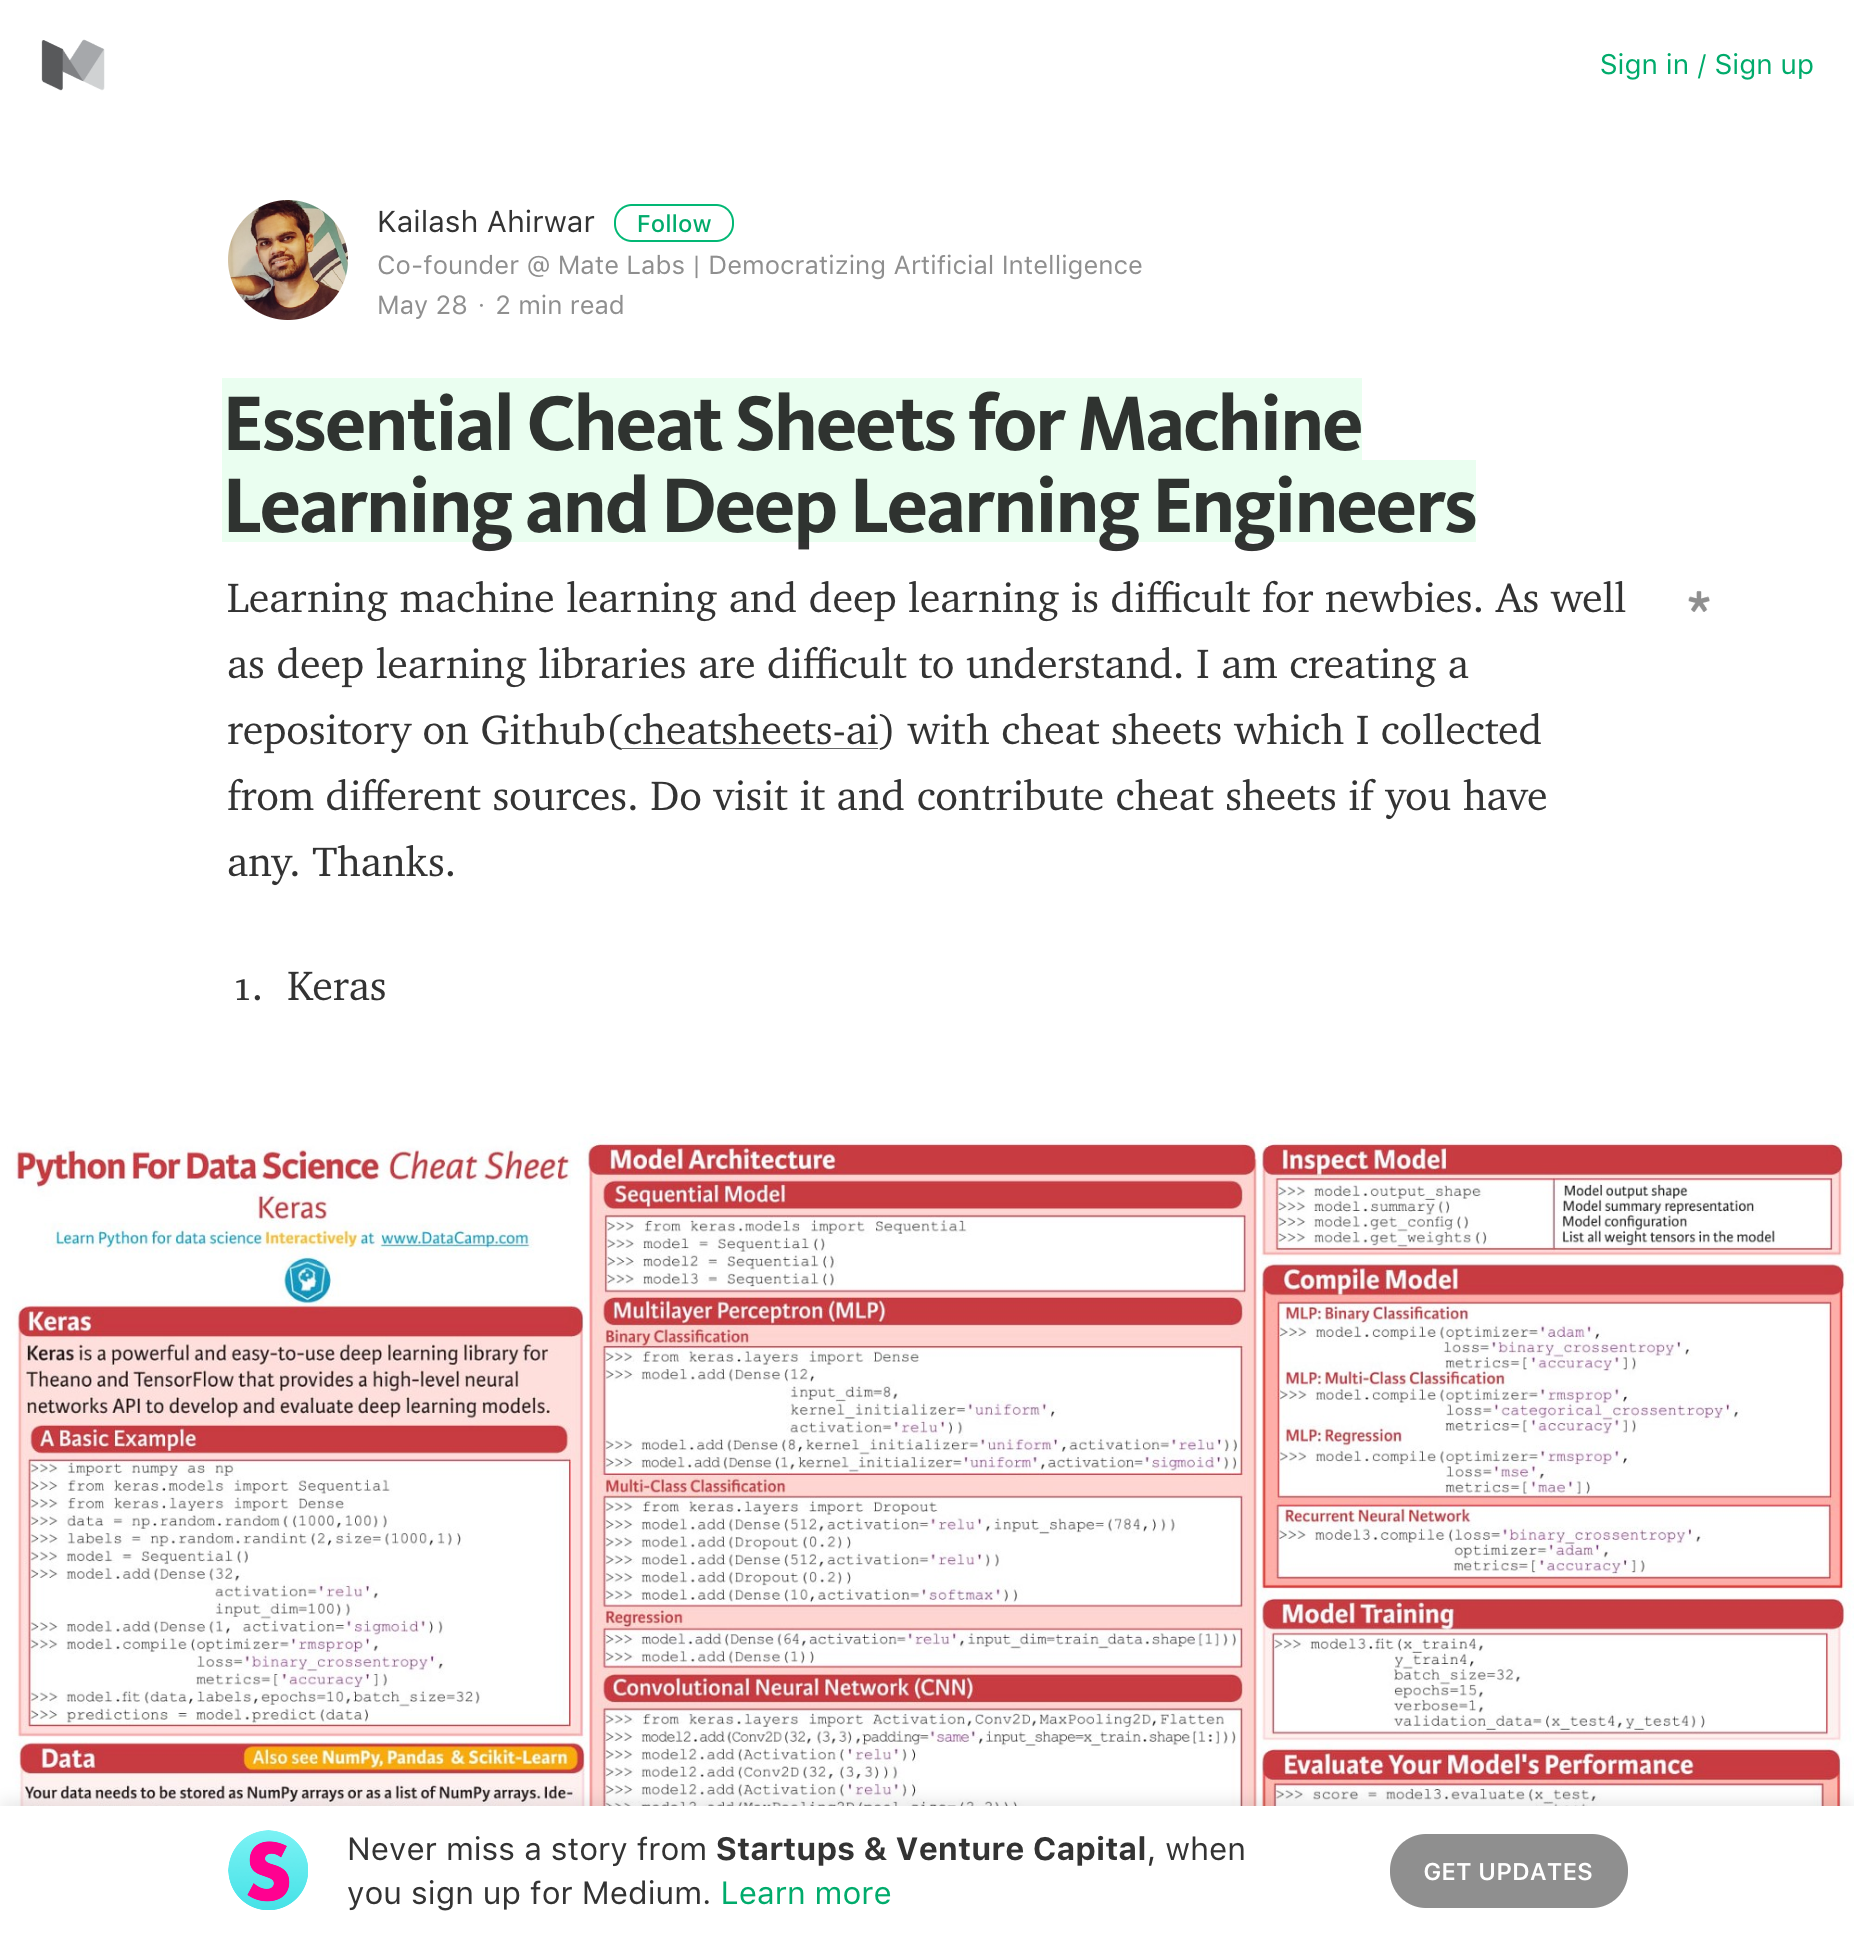 Sign in / Sign up
Kailash Ahirwar Follow
Co-founder @ Mate Labs | Democratizing Artificial Intelligence
May 28 · 2 min read
Essential Cheat Sheets for Machine
Learning and Deep Learning Engineers
Learning machine learning and deep learning is difficult for newbies. As well
*
as deep learning libraries are difficult to understand. I am creating a
repository on Github(cheatsheets-ai) with cheat sheets which I collected
from different sources. Do visit it and contribute cheat sheets if you have
any. Thanks.
1. Keras
Python For Data Science Cheat Sheet
Keras
Learn Python for data science Interactively at www.DataCamp.com
Keras
Keras is a powerful and easy-to-use deep learning library for
Theano and TensorFlow that provides a high-level neural
networks API to develop and evaluate deep learning models.
A Basic Example
>>> import numpy as np
>>> from keras.models import Sequential
>>> from keras.layers import Dense
>>> data = np.random.random((1000,100))
>>> labels = np.random.randint(2,size=(1000,1))
>>> model = Sequential()
>>> model.add(Dense(32,
activation='relu',
input_dim=100))
>>> model.add(Dense(1, activation='sigmoid'))
>>> model.compile(optimizer='rmsprop',
loss='binary_crossentropy',
metrics=['accuracy'])
>>> model.fit(data,labels,epochs=10,batch_size=32)
>>> predictions = model.predict(data)
Data
Also see NumPy, Pandas & Scikit-Learn
Your data needs to be stored as NumPy arrays or as a list of NumPy arrays. Ide-
Model Architecture
Sequential Model
>>> from keras.models import Sequential
>>> model = Sequential()
>>> model2 = Sequential()
>>> model3 = Sequential()
Multilayer Perceptron (MLP)
Binary Classification
>>> from keras.layers import Dense
>>> model.add(Dense(12,
input_dim=8,
kernel_initializer='uniform',
activation='relu'))
>>> model.add(Dense(8,kernel_initializer='uniform',activation='relu'))
>>> model.add(Dense(1,kernel_initializer='uniform',activation='sigmoid'))
Multi-Class Classification
>>> from keras.layers import Dropout
>>> model.add(Dense(512,activation='relu',input_shape=(784,)))
>>> model.add(Dropout(0.2))
>>> model.add(Dense(512,activation='relu'))
>>> model.add(Dropout(0.2))
>>> model.add(Dense(10,activation='softmax'))
Regression
>>> model.add(Dense(64,activation='relu',input_dim=train_data.shape[1]))
>>> model.add(Dense(1))
Convolutional Neural Network (CNN)
>>> from keras.layers import Activation,Conv2D,MaxPooling2D,Flatten
>>> model2.add(Conv2D(32,(3,3),padding='same',input_shape=x_train.shape[1:]))
>>> model2.add(Activation('relu'))
>>> model2.add(Conv2D(32,(3,3)))
>>> model2.add(Activation('relu'))
Inspect Model
>>> model.output_shape Model output shape
>>> model.summary() Model summary representation
>>> model.get_config() Model configuration
>>> model.get_weights() List all weight tensors in the model
Compile Model
MLP: Binary Classification
>>> model.compile(optimizer='adam',
loss='binary_crossentropy',
metrics=['accuracy'])
MLP: Multi-Class Classification
>>> model.compile(optimizer='rmsprop',
loss='categorical_crossentropy',
metrics=['accuracy'])
MLP: Regression
>>> model.compile(optimizer='rmsprop',
loss='mse',
metrics=['mae'])
Recurrent Neural Network
>>> model3.compile(loss='binary_crossentropy',
optimizer='adam',
metrics=['accuracy'])
Model Training
>>> model3.fit(x_train4,
y_train4,
batch_size=32,
epochs=15,
verbose=1,
validation_data=(x_test4,y_test4))
Evaluate Your Model's Performance
>>> score = model3.evaluate(x_test,
S
Never miss a story from Startups & Venture Capital, when
you sign up for Medium. Learn more
GET UPDATES